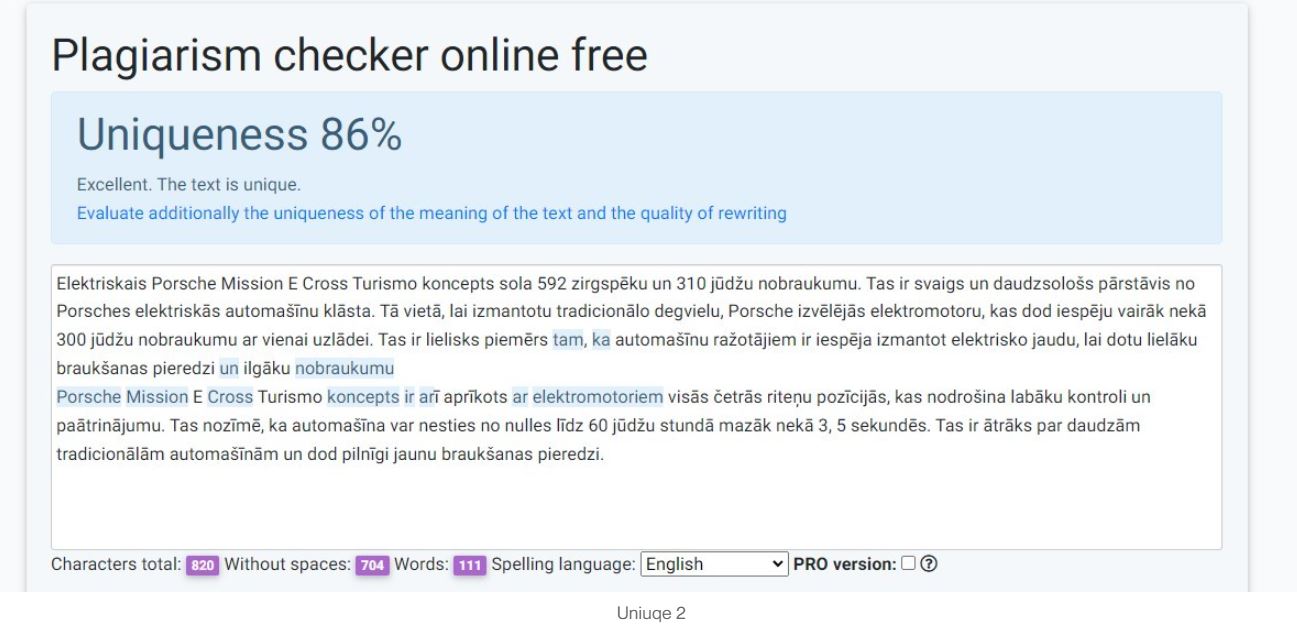 Plagiarism checker online free
Uniqueness 86%
Excellent. The text is unique.
Evaluate additionally the uniqueness of the meaning of the text and the quality of rewriting
Elektriskais Porsche Mission E Cross Turismo koncepts sola 592 zirgspēku un 310 jūdžu nobraukumu. Tas ir svaigs un daudzsološs pārstāvis no
Porsches elektriskās automašīnu klāsta. Tā vietā, lai izmantotu tradicionālo degvielu, Porsche izvēlējās elektromotoru, kas dod iespēju vairāk nekā
300 jūdžu nobraukumu ar vienai uzlādei. Tas ir lielisks piemērs tam, ka automašīnu ražotājiem ir iespēja izmantot elektrisko jaudu, lai dotu lielāku
braukšanas pieredzi un ilgāku nobraukumu
Porsche Mission E Cross Turismo koncepts ir arī aprīkots ar elektromotoriem visās četrās riteņu pozīcijās, kas nodrošina labāku kontroli un
paātrinājumu. Tas nozīmē, ka automašīna var nesties no nulles līdz 60 jūdžu stundā mazāk nekā 3, 5 sekundēs. Tas ir ātrāks par daudzām
tradicionālām automašīnām un dod pilnīgi jaunu braukšanas pieredzi.
Characters total: 820 Without spaces: 704 Words: 111 Spelling language: English PRO version: ?
Uniuqe 2